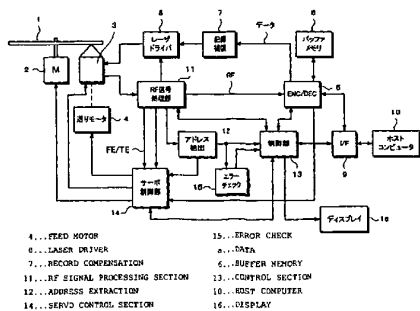 1
3
8
7
6
レーザ
ドライバ
記録
補償
データ
バッファ
メモリ
2
M
11
RF信号
処理部
RF
ENC/DEC
5
10
ホスト
コンピュータ
送りモータ
4
FE/TE
アドレス
抽出
12
制御部
13
I/F
9
エラー
チェック
15
サーボ
制御部
14
ディスプレイ
16
4...FEED MOTOR
8...LASER DRIVER
7...RECORD COMPENSATION
11...RF SIGNAL PROCESSING SECTION
12...ADDRESS EXTRACTION
14...SERVO CONTROL SECTION
15...ERROR CHECK
a...DATA
6...BUFFER MEMORY
13...CONTROL SECTION
10...HOST COMPUTER
16...DISPLAY